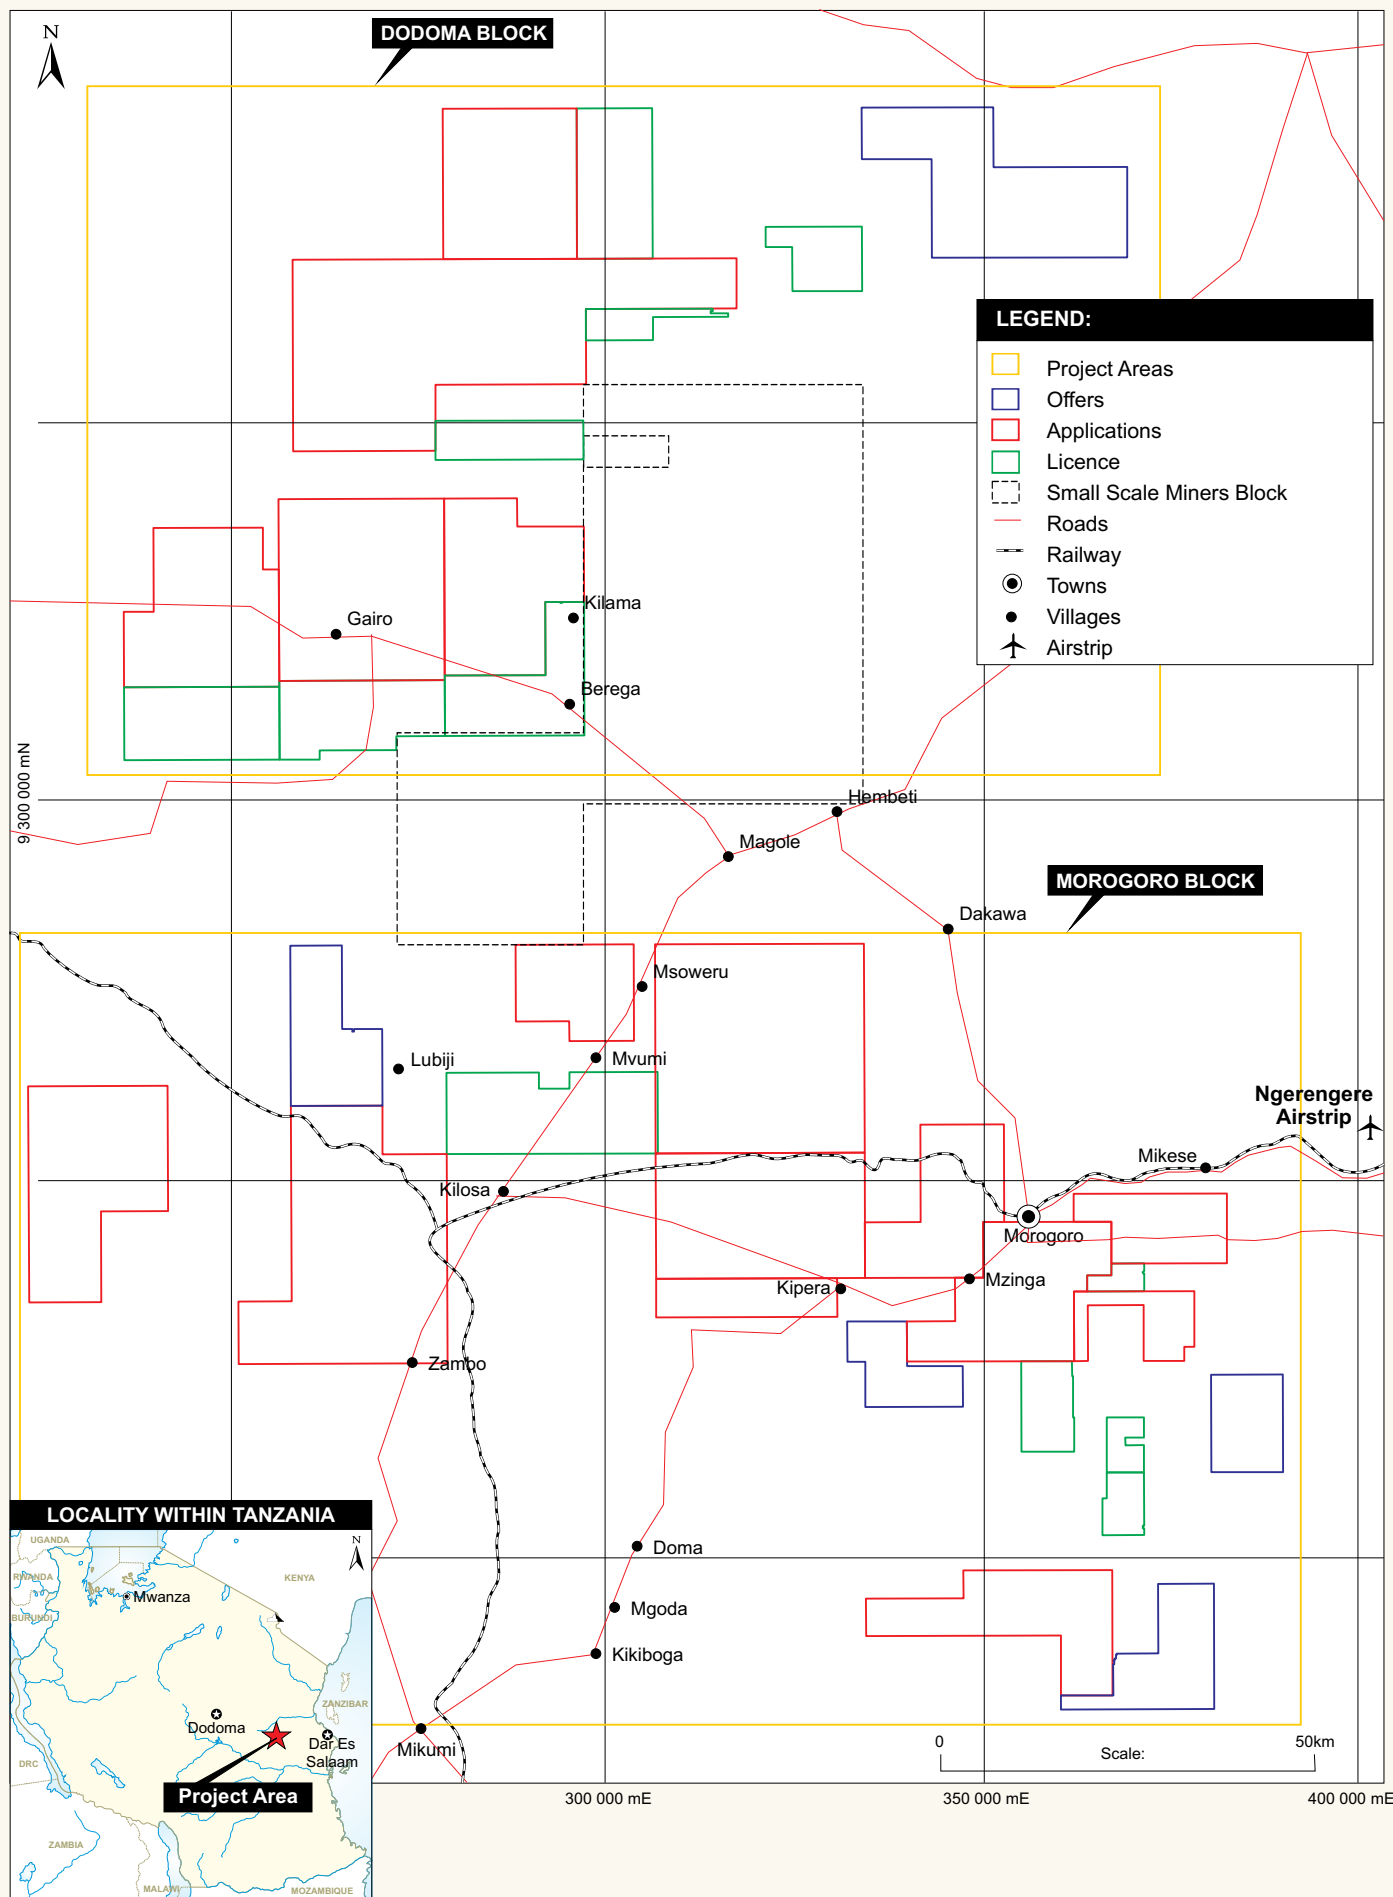 N
DODOMA BLOCK
LEGEND:
Project Areas
Offers
Applications
Licence
Small Scale Miners Block
Roads
Railway
Towns
Villages
Airstrip
Kilama
Gairo
Berega
9 300 000 mN
Hembeti
Magole
MOROGORO BLOCK
Dakawa
Msoweru
Lubiji
Mvumi
Ngerengere
Airstrip
Mikese
Kilosa
Morogoro
Mzinga
Kipera
Zambo
LOCALITY WITHIN TANZANIA
UGANDA
N
RWANDA
KENYA
Mwanza
BURUNDI
Doma
Mgoda
Kikiboga
ZANZIBAR
Dodoma
Dar Es
Salaam
Mikumi
DRC
Project Area
0
50km
Scale:
300 000 mE
350 000 mE
400 000 mE
ZAMBIA
MALAWI
MOZAMBIQUE